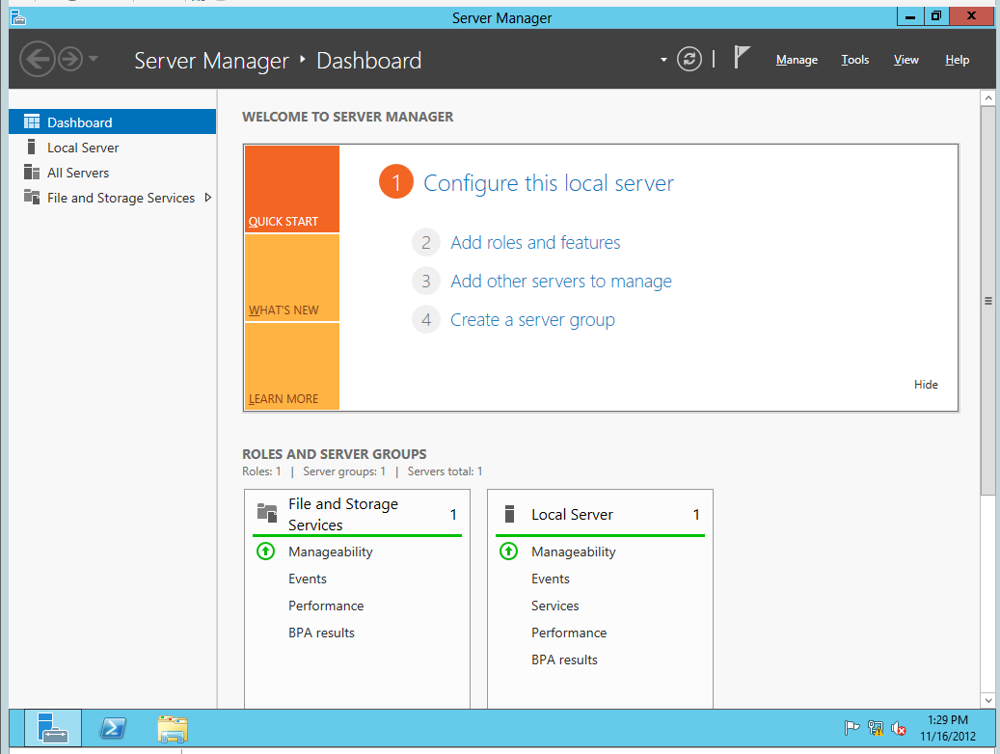 Server Manager
Server Manager ‣ Dashboard
Manage Tools View Help
Dashboard
Local Server
All Servers
File and Storage Services
WELCOME TO SERVER MANAGER
QUICK START
WHAT'S NEW
LEARN MORE
1 Configure this local server
2 Add roles and features
3 Add other servers to manage
4 Create a server group
Hide
ROLES AND SERVER GROUPS
Roles: 1 | Server groups: 1 | Servers total: 1
File and Storage
Services 1
Manageability
Events
Performance
BPA results
Local Server 1
Manageability
Events
Services
Performance
BPA results
1:29 PM
11/16/2012